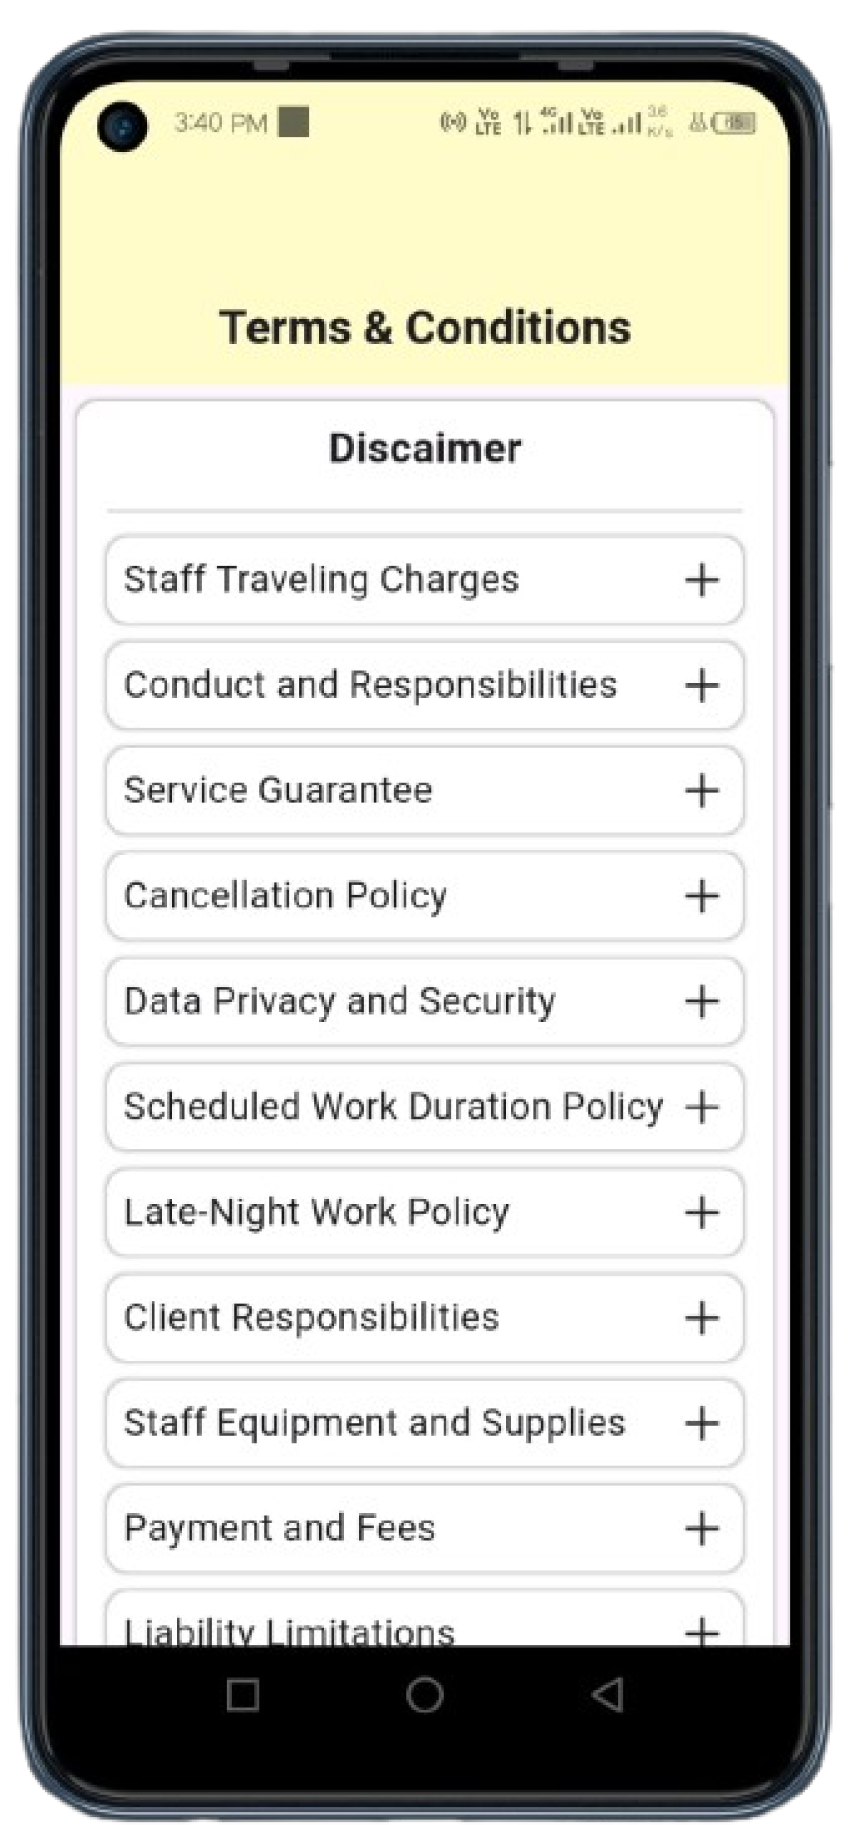 3:40 PM
Vo LTE 4G Vo LTE 3.6 K/s
Terms & Conditions
Discaimer
Staff Traveling Charges
Conduct and Responsibilities
Service Guarantee
Cancellation Policy
Data Privacy and Security
Scheduled Work Duration Policy
Late-Night Work Policy
Client Responsibilities
Staff Equipment and Supplies
Payment and Fees
Liability Limitations